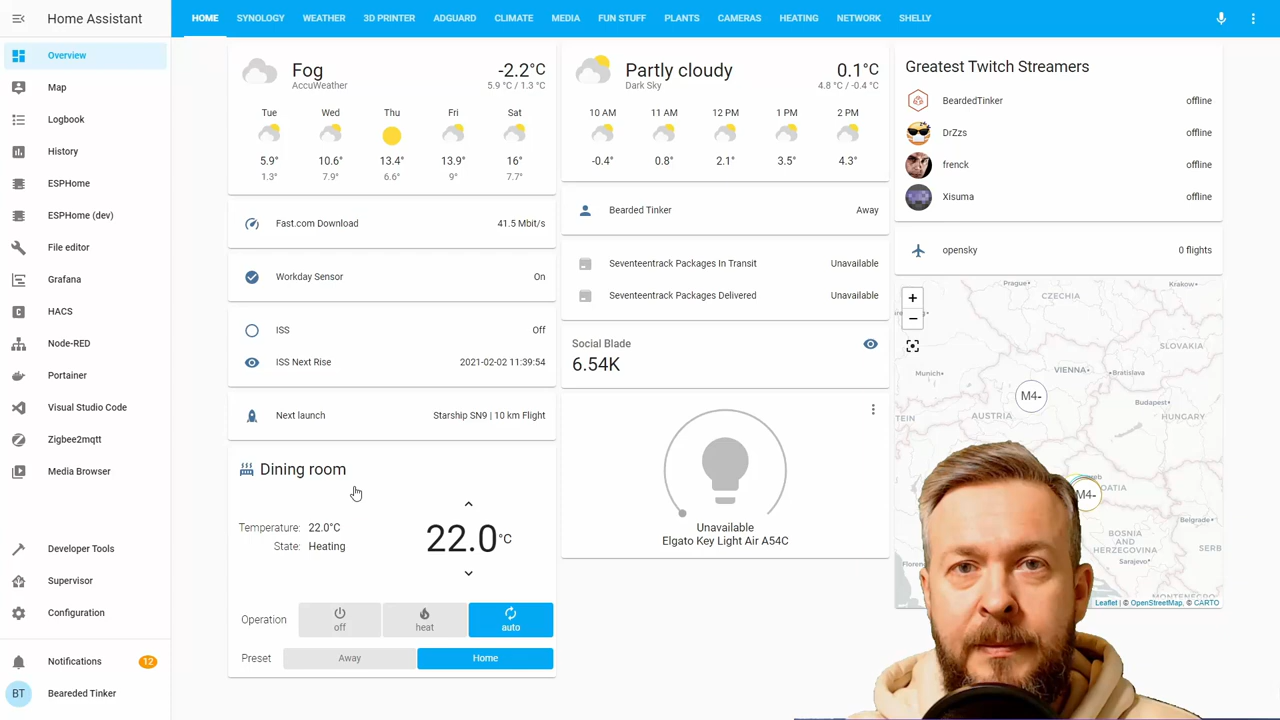 Home Assistant
HOME SYNOLOGY WEATHER 3D PRINTER ADGUARD CLIMATE MEDIA FUN STUFF PLANTS CAMERAS HEATING NETWORK SHELLY
Overview
Map
Logbook
History
ESPHome
ESPHome (dev)
File editor
Grafana
HACS
Node-RED
Portainer
Visual Studio Code
Zigbee2mqtt
Media Browser
Developer Tools
Supervisor
Configuration
Notifications 12
BT Beareded Tinker
Fog -2.2°C
AccuWeather 5.9 °C / 1.3 °C
Tue Wed Thu Fri Sat
5.9° 10.6° 13.4° 13.9° 16°
1.3° 7.9° 6.6° 9° 7.7°
Fast.com Download 41.5 Mbit/s
Workday Sensor On
ISS Off
ISS Next Rise 2021-02-02 11:39:54
Next launch Starship SN9 | 10 km Flight
Dining room
Temperature: 22.0°C
State: Heating
22.0°C
Operation off heat auto
Preset Away Home
Partly cloudy 0.1°C
Dark Sky 4.8 °C / -0.4 °C
10 AM 11 AM 12 PM 1 PM 2 PM
-0.4° 0.8° 2.1° 3.5° 4.3°
Bearded Tinker Away
Seventeentrack Packages In Transit Unavailable
Seventeentrack Packages Delivered Unavailable
Social Blade
6.54K
Unavailable
Elgato Key Light Air A54C
Greatest Twitch Streamers
BeardedTinker offline
DrZzs offline
frenck offline
Xisuma offline
opensky 0 flights
+
−
Prague
Krakow
CZECHIA
SLOVAKIA
Munich
VIENNA
Bratislava
M4-
Budapest
AUSTRIA
HUNGARY
M4-
Belgrade
BOSNIA
AND
HERZEGOVINA
SERB
Sarajevo
Leaflet | © OpenStreetMap, © CARTO